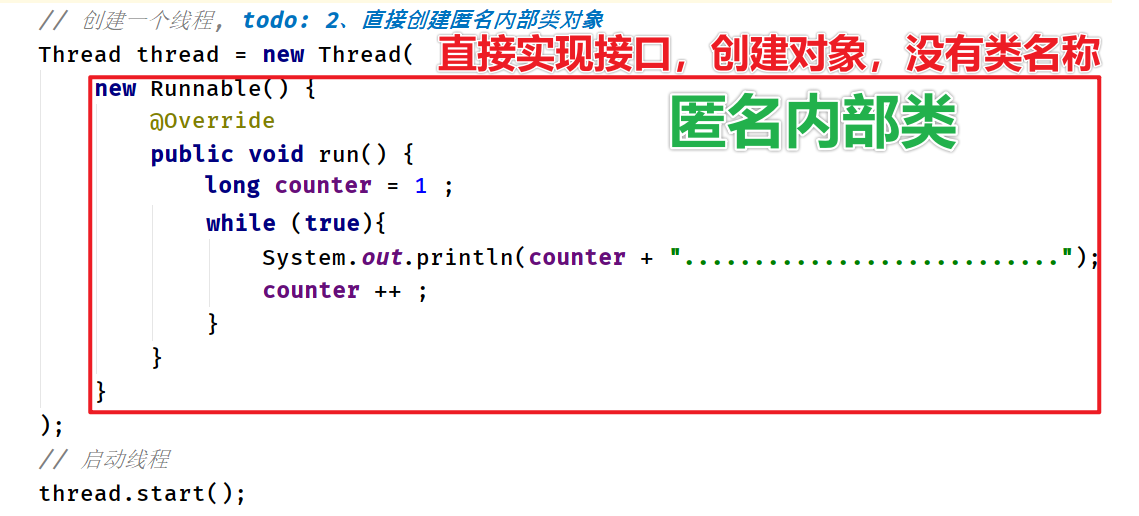 // 创建一个线程, todo: 2、直接创建匿名内部类对象
Thread thread = new Thread( 直接实现接口，创建对象，没有类名称
new Runnable() {
匿名内部类
@Override
public void run() {
long counter = 1 ;
while (true){
System.out.println(counter + "...........................");
counter ++ ;
}
}
}
);
// 启动线程
thread.start();